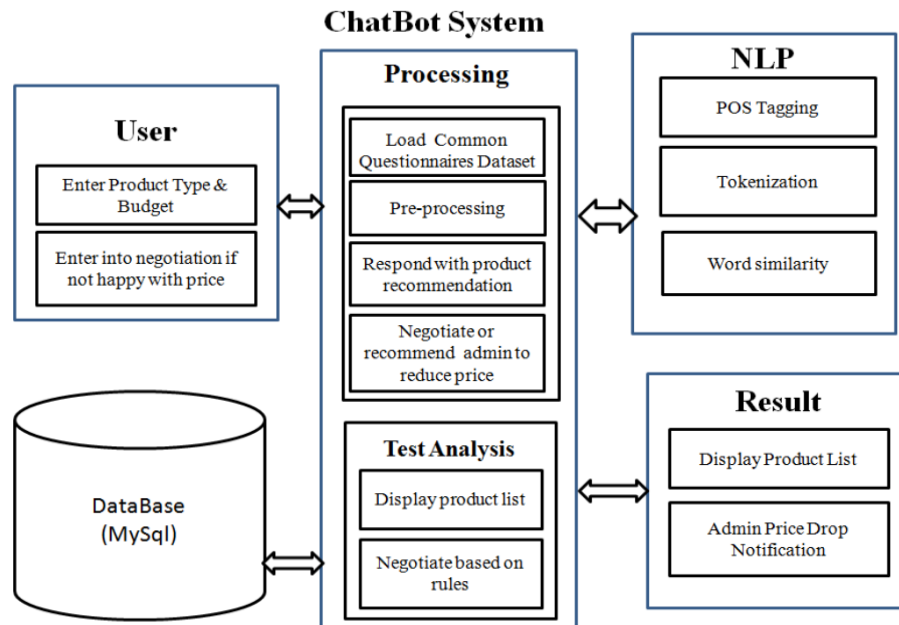 ChatBot System
User
Enter Product Type &
Budget
Enter into negotiation if
not happy with price
DataBase
(MySql)
Processing
Load Common
Questionnaires Dataset
Pre-processing
Respond with product
recommendation
Negotiate or
recommend admin to
reduce price
Test Analysis
Display product list
Negotiate based on
rules
NLP
POS Tagging
Tokenization
Word similarity
Result
Display Product List
Admin Price Drop
Notification